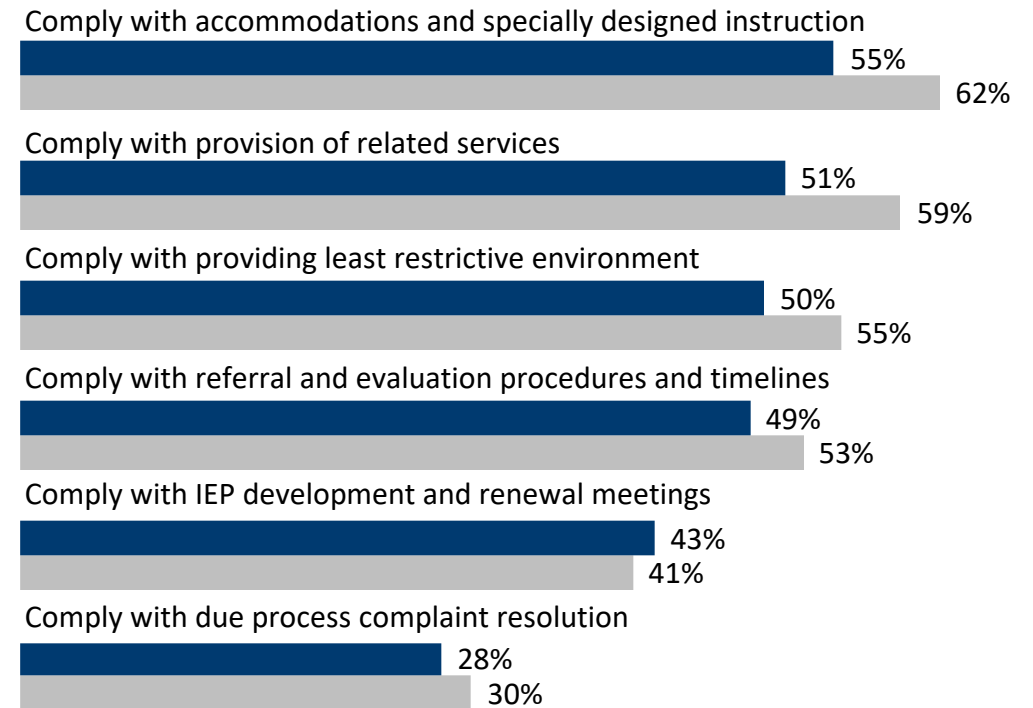 Comply with accommodations and specially designed instruction
55%
62%
Comply with provision of related services
51%
59%
Comply with providing least restrictive environment
50%
55%
Comply with referral and evaluation procedures and timelines
49%
53%
Comply with IEP development and renewal meetings
43%
41%
Comply with due process complaint resolution
28%
30%